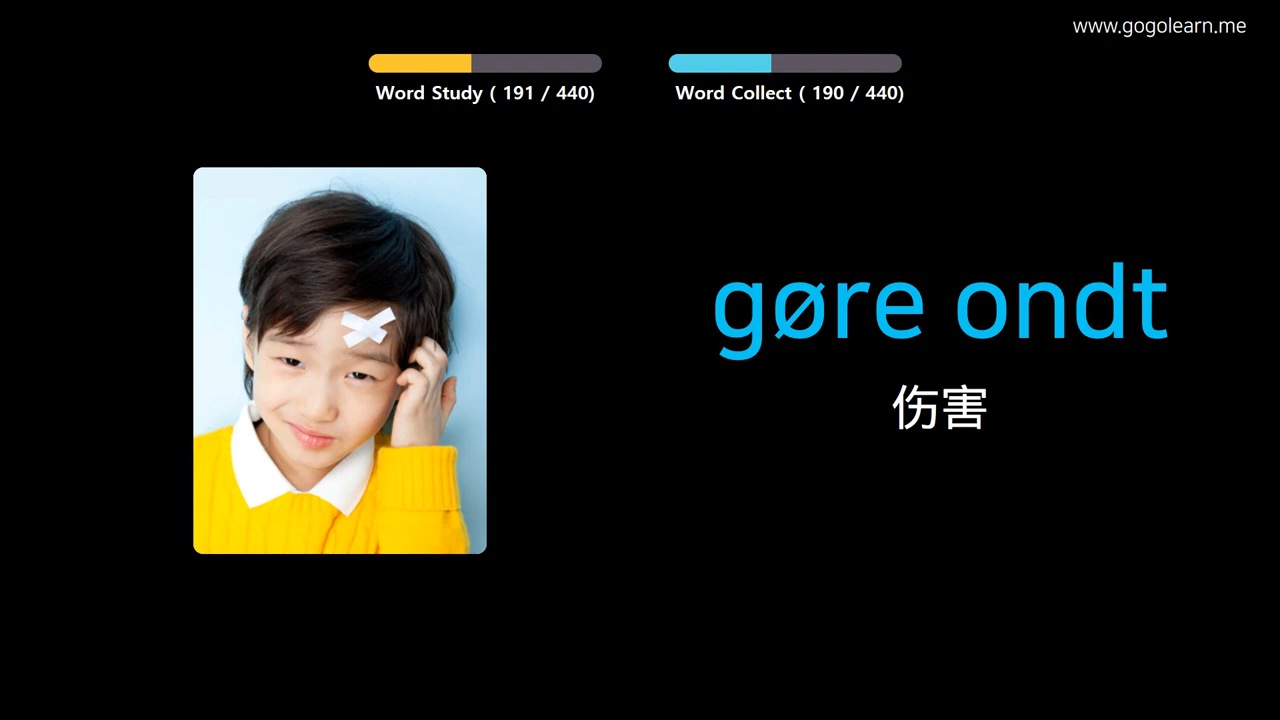 www.gogolearn.me
Word Study ( 191 / 440)
Word Collect ( 190 / 440)
gøre ondt
伤害